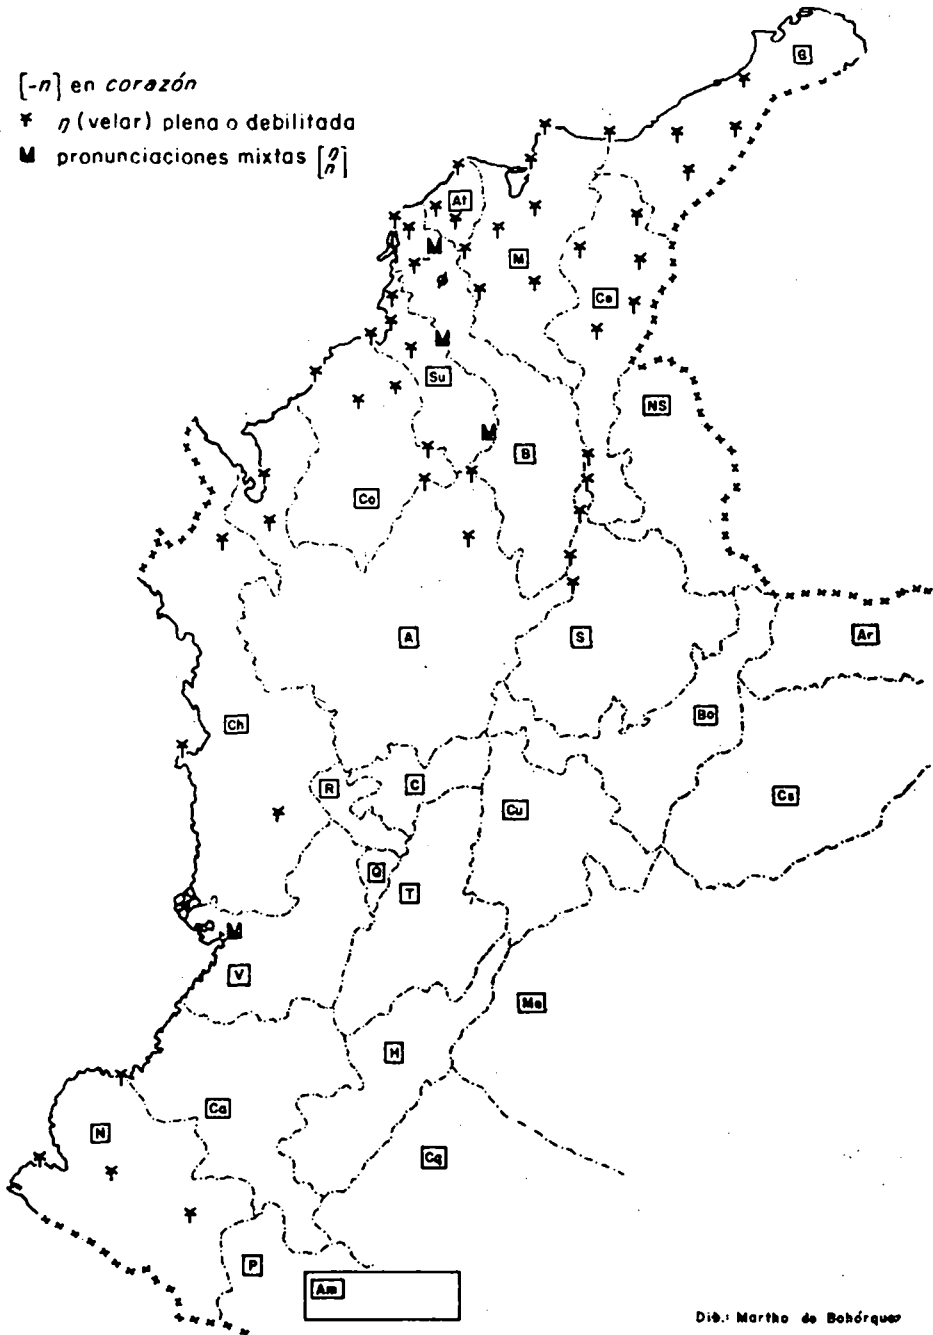 G
[-n] en corazón
ŋ (velar) plena o debilitada
M pronunciaciones mixtas [ŋ n]
At
M
M
ø
Ce
M
Su
NS
M
B
Co
A
S
Ar
Ch
Bo
R
C
Cs
Cu
Q
T
M
V
Me
H
Ca
N
Cq
P
Am
Dib.: Martha de Bohórquez